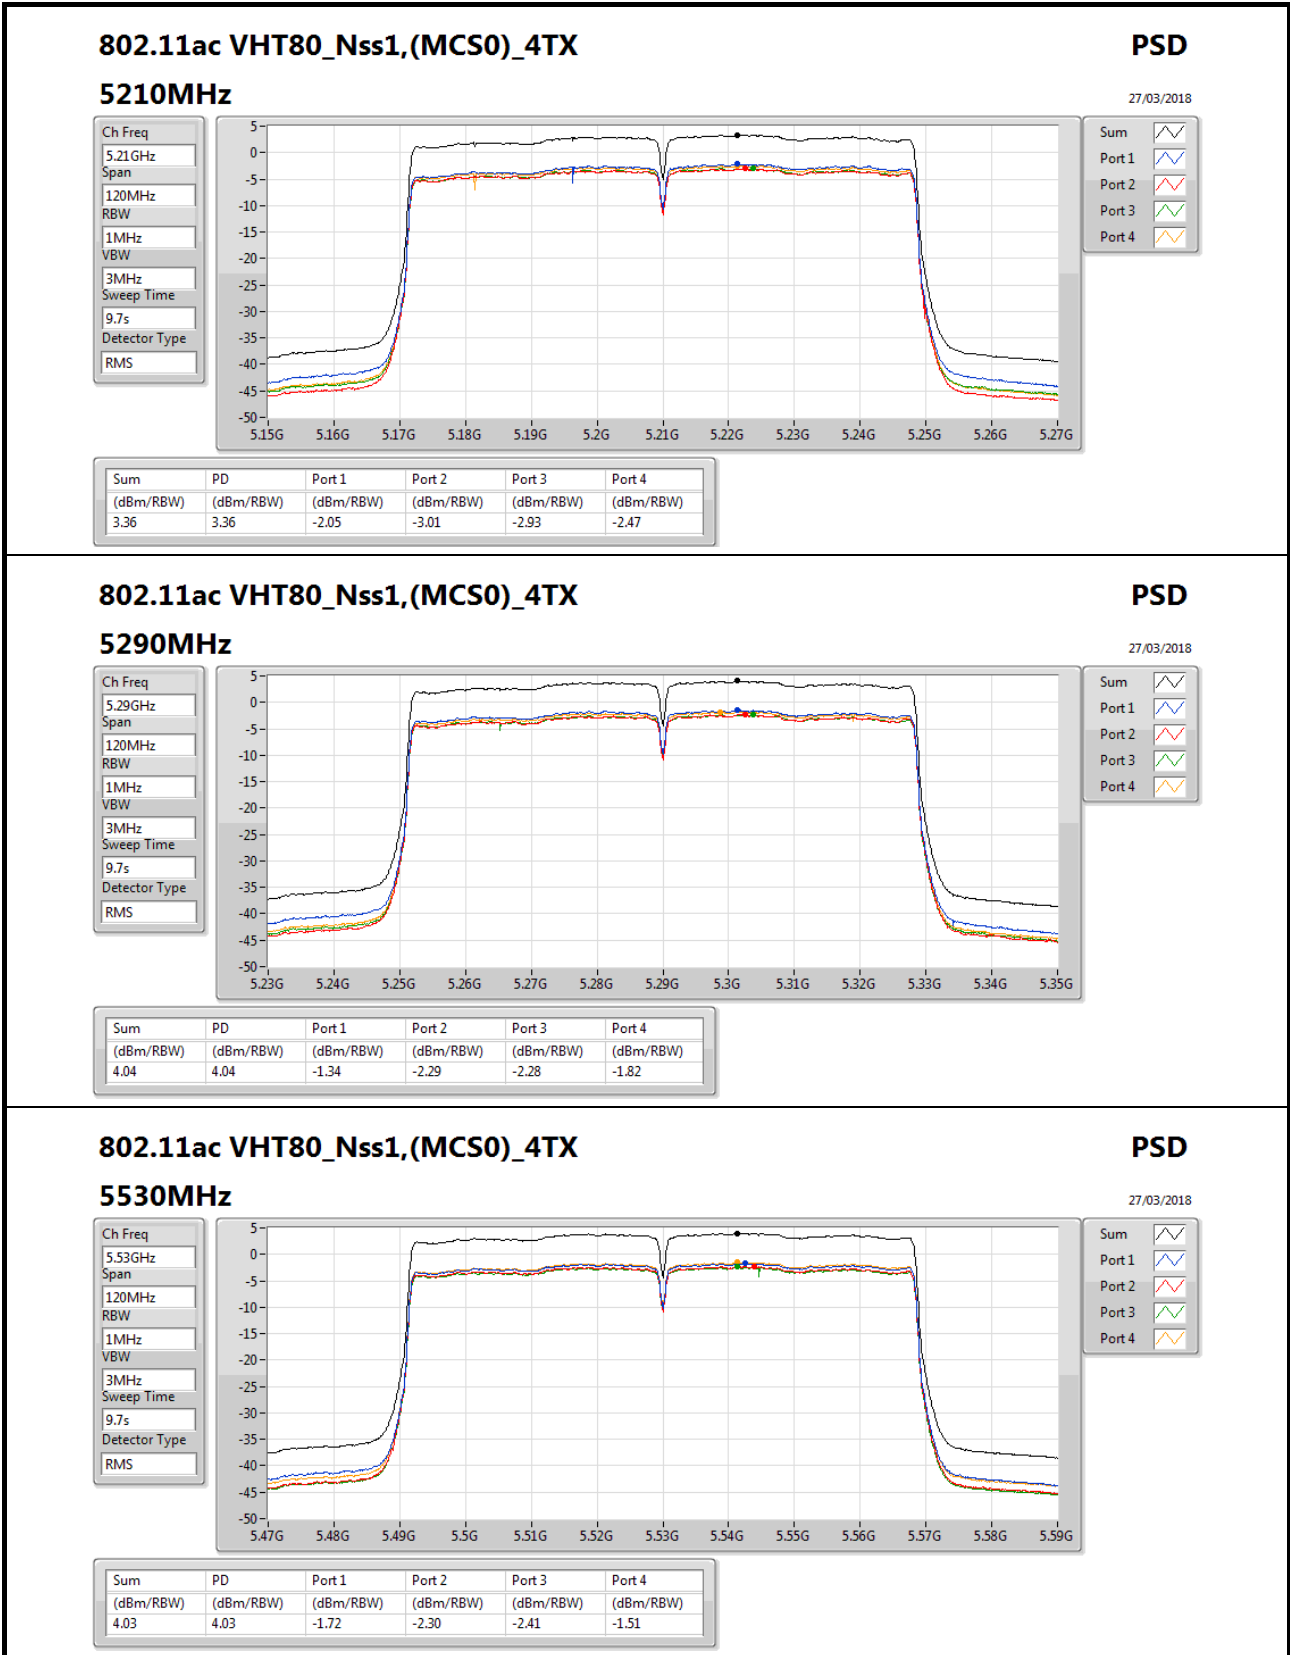 802.11ac VHT80_Nss1,(MCS0)_4TX PSD
5210MHz 27/03/2018
Ch Freq
5.21GHz
Span
120MHz
RBW
1MHz
VBW
3MHz
Sweep Time
9.7s
Detector Type
RMS
5
0
-5
-10
-15
-20
-25
-30
-35
-40
-45
-50
5.15G 5.16G 5.17G 5.18G 5.19G 5.2G 5.21G 5.22G 5.23G 5.24G 5.25G 5.26G 5.27G
Sum
Port 1
Port 2
Port 3
Port 4
Sum PD Port 1 Port 2 Port 3 Port 4
(dBm/RBW) (dBm/RBW) (dBm/RBW) (dBm/RBW) (dBm/RBW) (dBm/RBW)
3.36 3.36 -2.05 -3.01 -2.93 -2.47
802.11ac VHT80_Nss1,(MCS0)_4TX PSD
5290MHz 27/03/2018
Ch Freq
5.29GHz
Span
120MHz
RBW
1MHz
VBW
3MHz
Sweep Time
9.7s
Detector Type
RMS
5
0
-5
-10
-15
-20
-25
-30
-35
-40
-45
-50
5.23G 5.24G 5.25G 5.26G 5.27G 5.28G 5.29G 5.3G 5.31G 5.32G 5.33G 5.34G 5.35G
Sum
Port 1
Port 2
Port 3
Port 4
Sum PD Port 1 Port 2 Port 3 Port 4
(dBm/RBW) (dBm/RBW) (dBm/RBW) (dBm/RBW) (dBm/RBW) (dBm/RBW)
4.04 4.04 -1.34 -2.29 -2.28 -1.82
802.11ac VHT80_Nss1,(MCS0)_4TX PSD
5530MHz 27/03/2018
Ch Freq
5.53GHz
Span
120MHz
RBW
1MHz
VBW
3MHz
Sweep Time
9.7s
Detector Type
RMS
5
0
-5
-10
-15
-20
-25
-30
-35
-40
-45
-50
5.47G 5.48G 5.49G 5.5G 5.51G 5.52G 5.53G 5.54G 5.55G 5.56G 5.57G 5.58G 5.59G
Sum
Port 1
Port 2
Port 3
Port 4
Sum PD Port 1 Port 2 Port 3 Port 4
(dBm/RBW) (dBm/RBW) (dBm/RBW) (dBm/RBW) (dBm/RBW) (dBm/RBW)
4.03 4.03 -1.72 -2.30 -2.41 -1.51